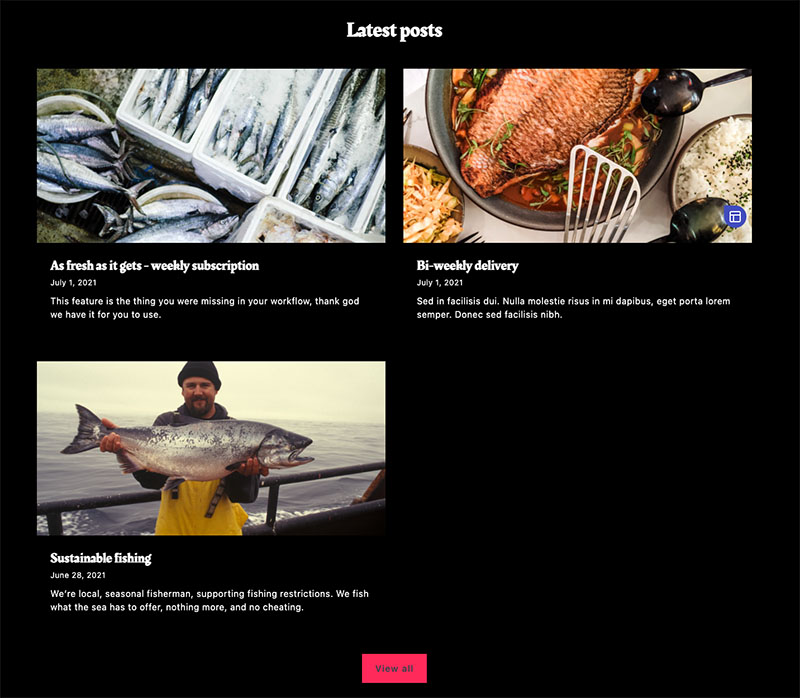 Latest posts
As fresh as it gets - weekly subscription
July 1, 2021
This feature is the thing you were missing in your workflow, thank god
we have it for you to use.
Bi-weekly delivery
July 1, 2021
Sed in facilisis dui. Nulla molestie risus in mi dapibus, eget porta lorem
semper. Donec sed facilisis nibh.
Sustainable fishing
June 28, 2021
We’re local, seasonal fisherman, supporting fishing restrictions. We fish
what the sea has to offer, nothing more, and no cheating.
View all